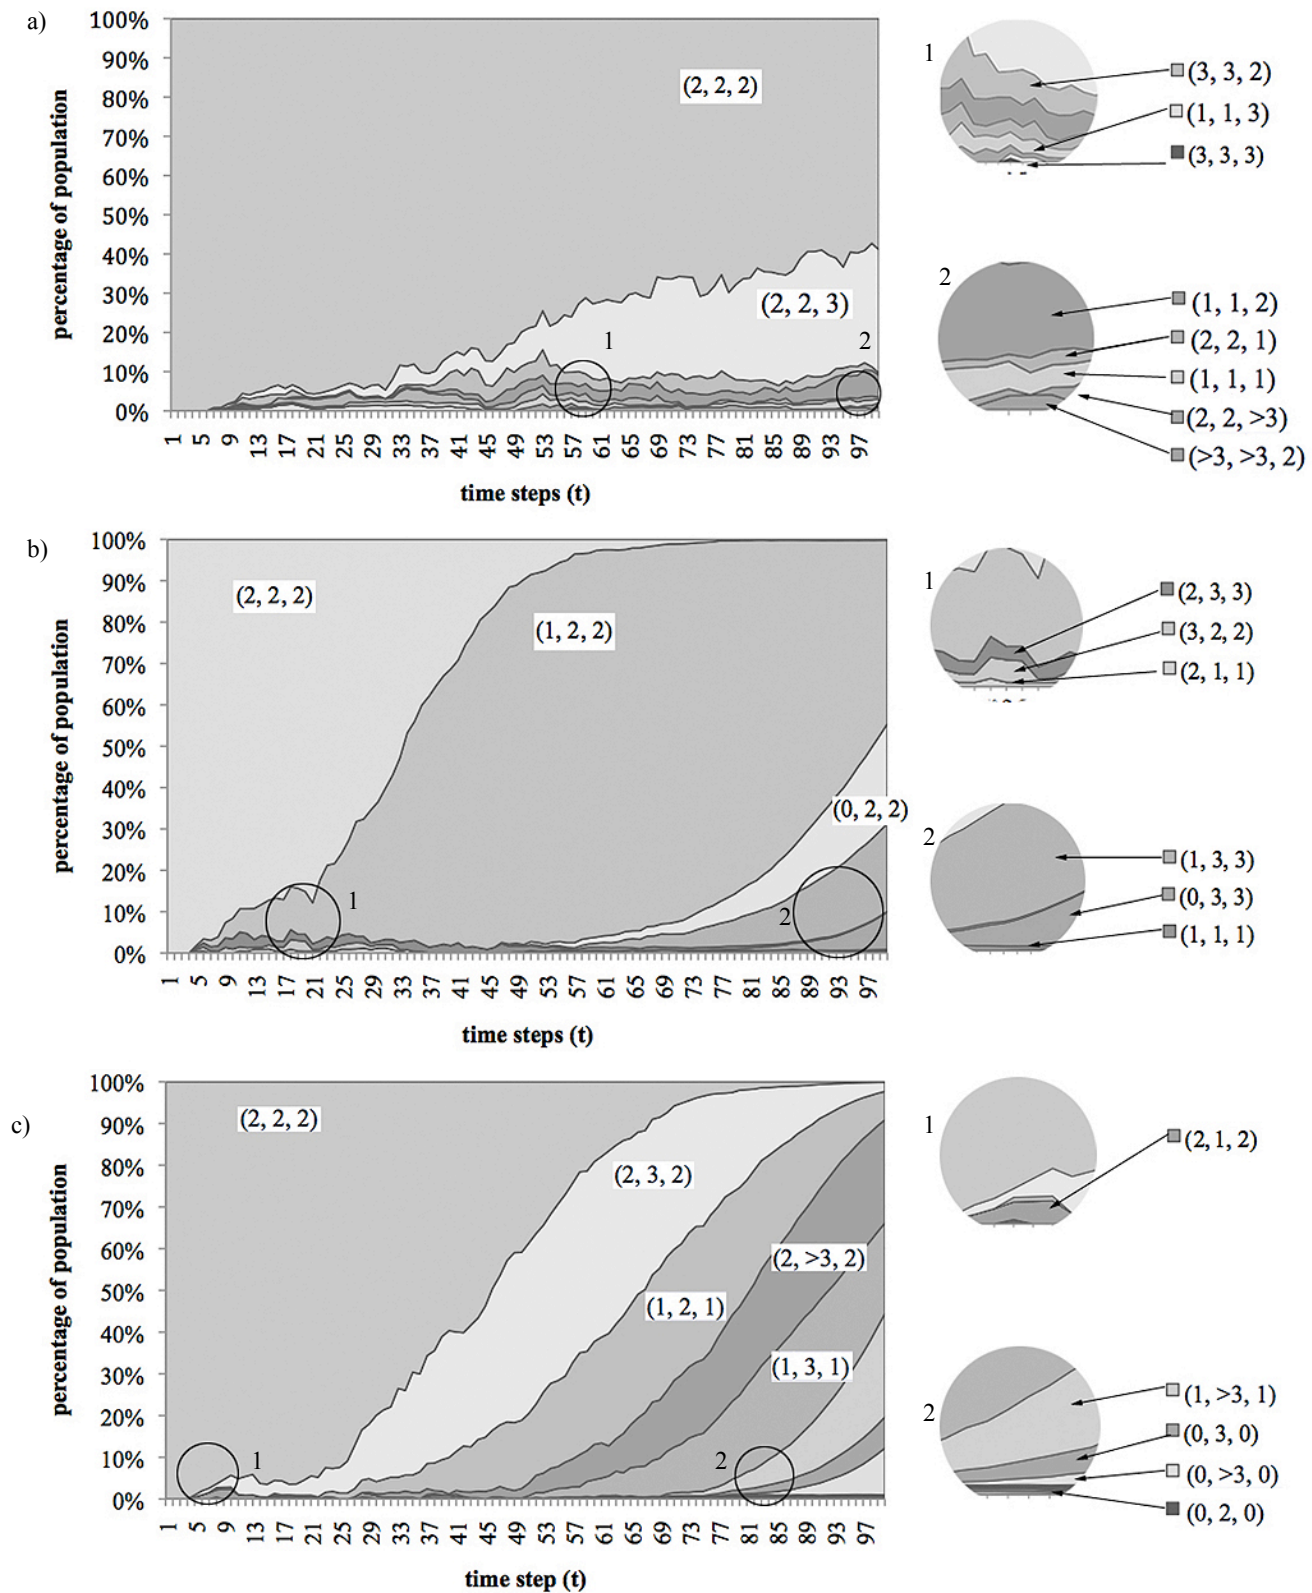 a)
percentage of population
100%
90%
80%
70%
60%
50%
40%
30%
20%
10%
0%
(2, 2, 2)
(2, 2, 3)
1
2
1 5 9 13 17 21 25 29 33 37 41 45 49 53 57 61 65 69 73 77 81 85 89 93 97
time steps (t)
1
(3, 3, 2)
(1, 1, 3)
(3, 3, 3)
2
(1, 1, 2)
(2, 2, 1)
(1, 1, 1)
(2, 2, >3)
(>3, >3, 2)
b)
percentage of population
100%
90%
80%
70%
60%
50%
40%
30%
20%
10%
0%
(2, 2, 2)
(1, 2, 2)
(0, 2, 2)
1
2
1 5 9 13 17 21 25 29 33 37 41 45 49 53 57 61 65 69 73 77 81 85 89 93 97
time steps (t)
1
(2, 3, 3)
(3, 2, 2)
(2, 1, 1)
2
(1, 3, 3)
(0, 3, 3)
(1, 1, 1)
c)
percentage of population
100%
90%
80%
70%
60%
50%
40%
30%
20%
10%
0%
(2, 2, 2)
(2, 3, 2)
(2, >3, 2)
(1, 2, 1)
(1, 3, 1)
1
2
1 5 9 13 17 21 25 29 33 37 41 45 49 53 57 61 65 69 73 77 81 85 89 93 97
time step (t)
1
(2, 1, 2)
2
(1, >3, 1)
(0, 3, 0)
(0, >3, 0)
(0, 2, 0)